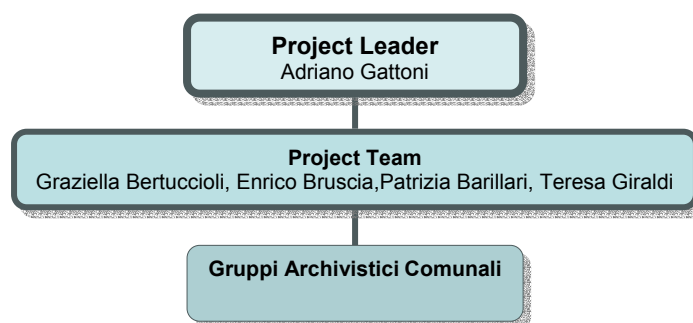 Project Leader
Adriano Gattoni
Project Team
Graziella Bertuccioli, Enrico Bruscia,Patrizia Barillari, Teresa Giraldi
Gruppi Archivistici Comunali